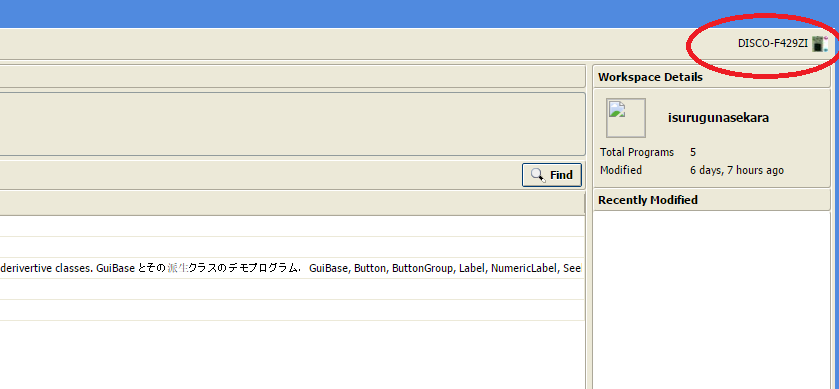 DISCO-F429ZI
Workspace Details
isurugunasekara
Total Programs 5
Modified 6 days, 7 hours ago
Find
Recently Modified
derivertive classes. GuiBase とその派生クラスのデモプログラム. GuiBase, Button, ButtonGroup, Label, NumericLabel, See